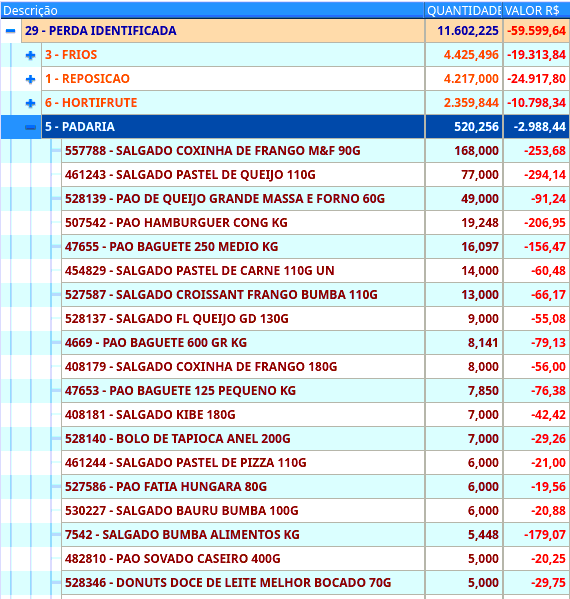 Descrição QUANTIDADE VALOR R$
29 - PERDA IDENTIFICADA 11.602,225 -59.599,64
3 - FRIOS 4.425,496 -19.313,84
1 - REPOSICAO 4.217,000 -24.917,80
6 - HORTIFRUTE 2.359,844 -10.798,34
5 - PADARIA 520,256 -2.988,44
557788 - SALGADO COXINHA DE FRANGO M&F 90G 168,000 -253,68
461243 - SALGADO PASTEL DE QUEIJO 110G 77,000 -294,14
528139 - PAO DE QUEIJO GRANDE MASSA E FORNO 60G 49,000 -91,24
507542 - PAO HAMBURGUER CONG KG 19,248 -206,95
47655 - PAO BAGUETE 250 MEDIO KG 16,097 -156,47
454829 - SALGADO PASTEL DE CARNE 110G UN 14,000 -60,48
527587 - SALGADO CROISSANT FRANGO BUMBA 110G 13,000 -66,17
528137 - SALGADO FL QUEIJO GD 130G 9,000 -55,08
4669 - PAO BAGUETE 600 GR KG 8,141 -79,13
408179 - SALGADO COXINHA DE FRANGO 180G 8,000 -56,00
47653 - PAO BAGUETE 125 PEQUENO KG 7,850 -76,38
408181 - SALGADO KIBE 180G 7,000 -42,42
528140 - BOLO DE TAPIOCA ANEL 200G 7,000 -29,26
461244 - SALGADO PASTEL DE PIZZA 110G 6,000 -21,00
527586 - PAO FATIA HUNGARA 80G 6,000 -19,56
530227 - SALGADO BAURU BUMBA 100G 6,000 -20,88
7542 - SALGADO BUMBA ALIMENTOS KG 5,448 -179,07
482810 - PAO SOVADO CASEIRO 400G 5,000 -20,25
528346 - DONUTS DOCE DE LEITE MELHOR BOCADO 70G 5,000 -29,75